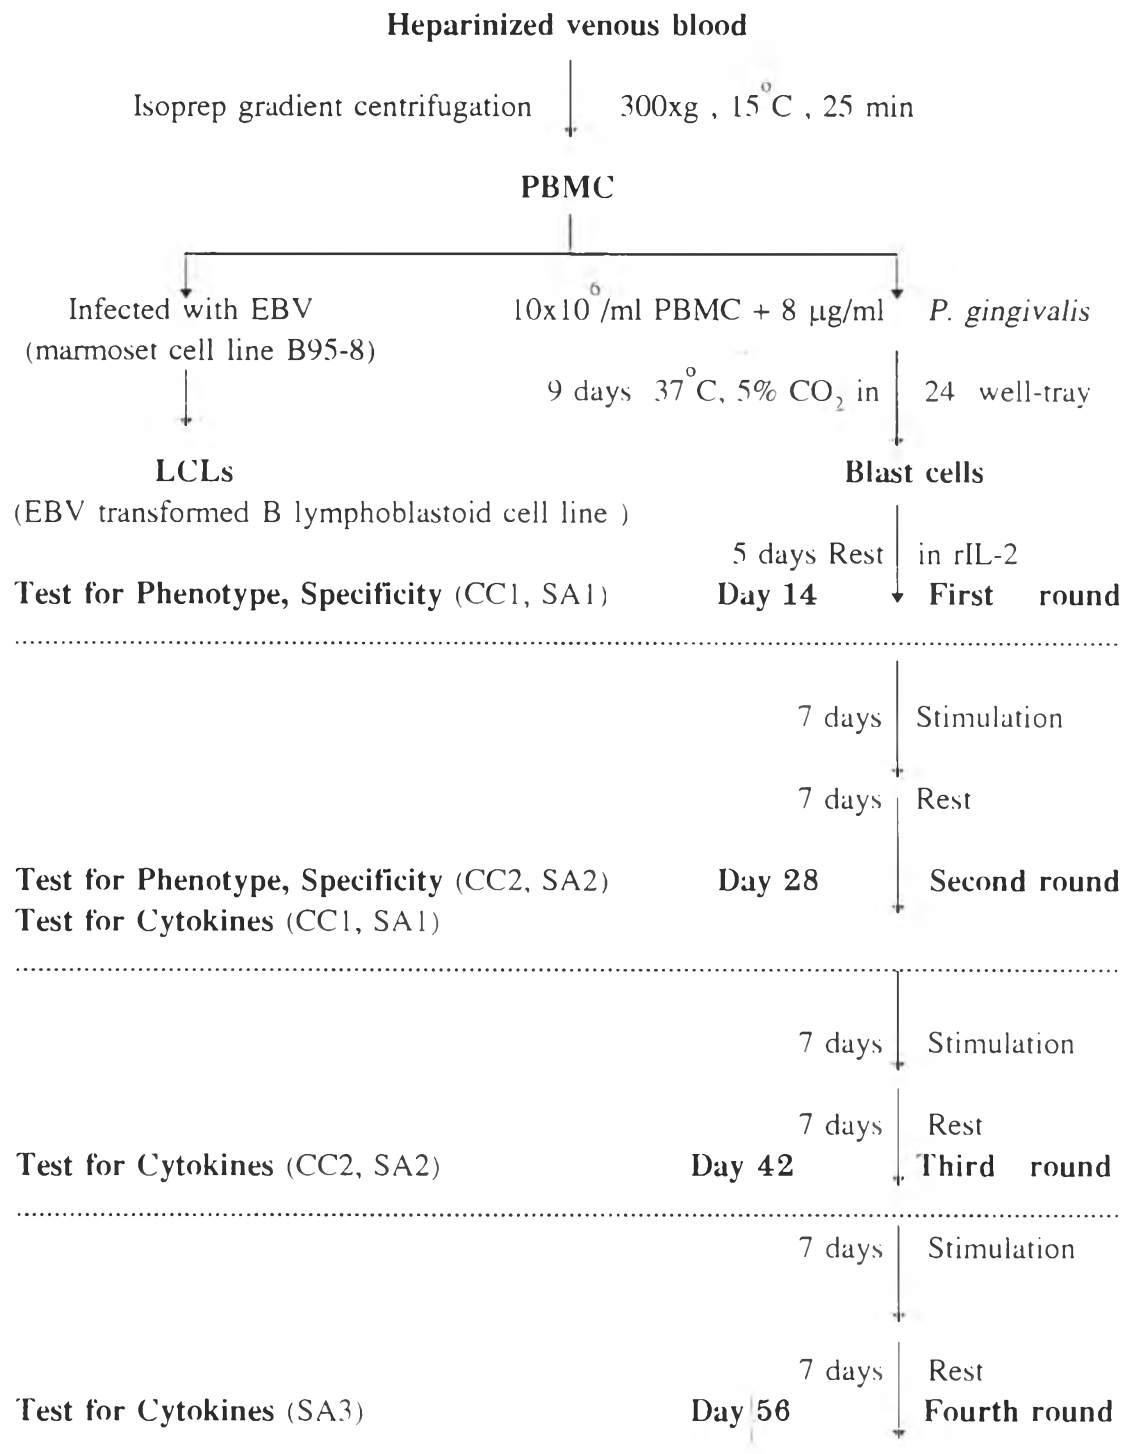 Heparinized venous blood
Isoprep gradient centrifugation 300xg , 15°C , 25 min
PBMC
Infected with EBV 10x10⁶/ml PBMC + 8 µg/ml P. gingivalis
(marmoset cell line B95-8)
9 days 37°C, 5% CO₂ in 24 well-tray
LCLs Blast cells
(EBV transformed B lymphoblastoid cell line )
5 days Rest in rIL-2
Test for Phenotype, Specificity (CC1, SA1) Day 14 First round
7 days Stimulation
7 days Rest
Test for Phenotype, Specificity (CC2, SA2) Day 28 Second round
Test for Cytokines (CC1, SA1)
7 days Stimulation
7 days Rest
Test for Cytokines (CC2, SA2) Day 42 Third round
7 days Stimulation
7 days Rest
Test for Cytokines (SA3) Day 56 Fourth round